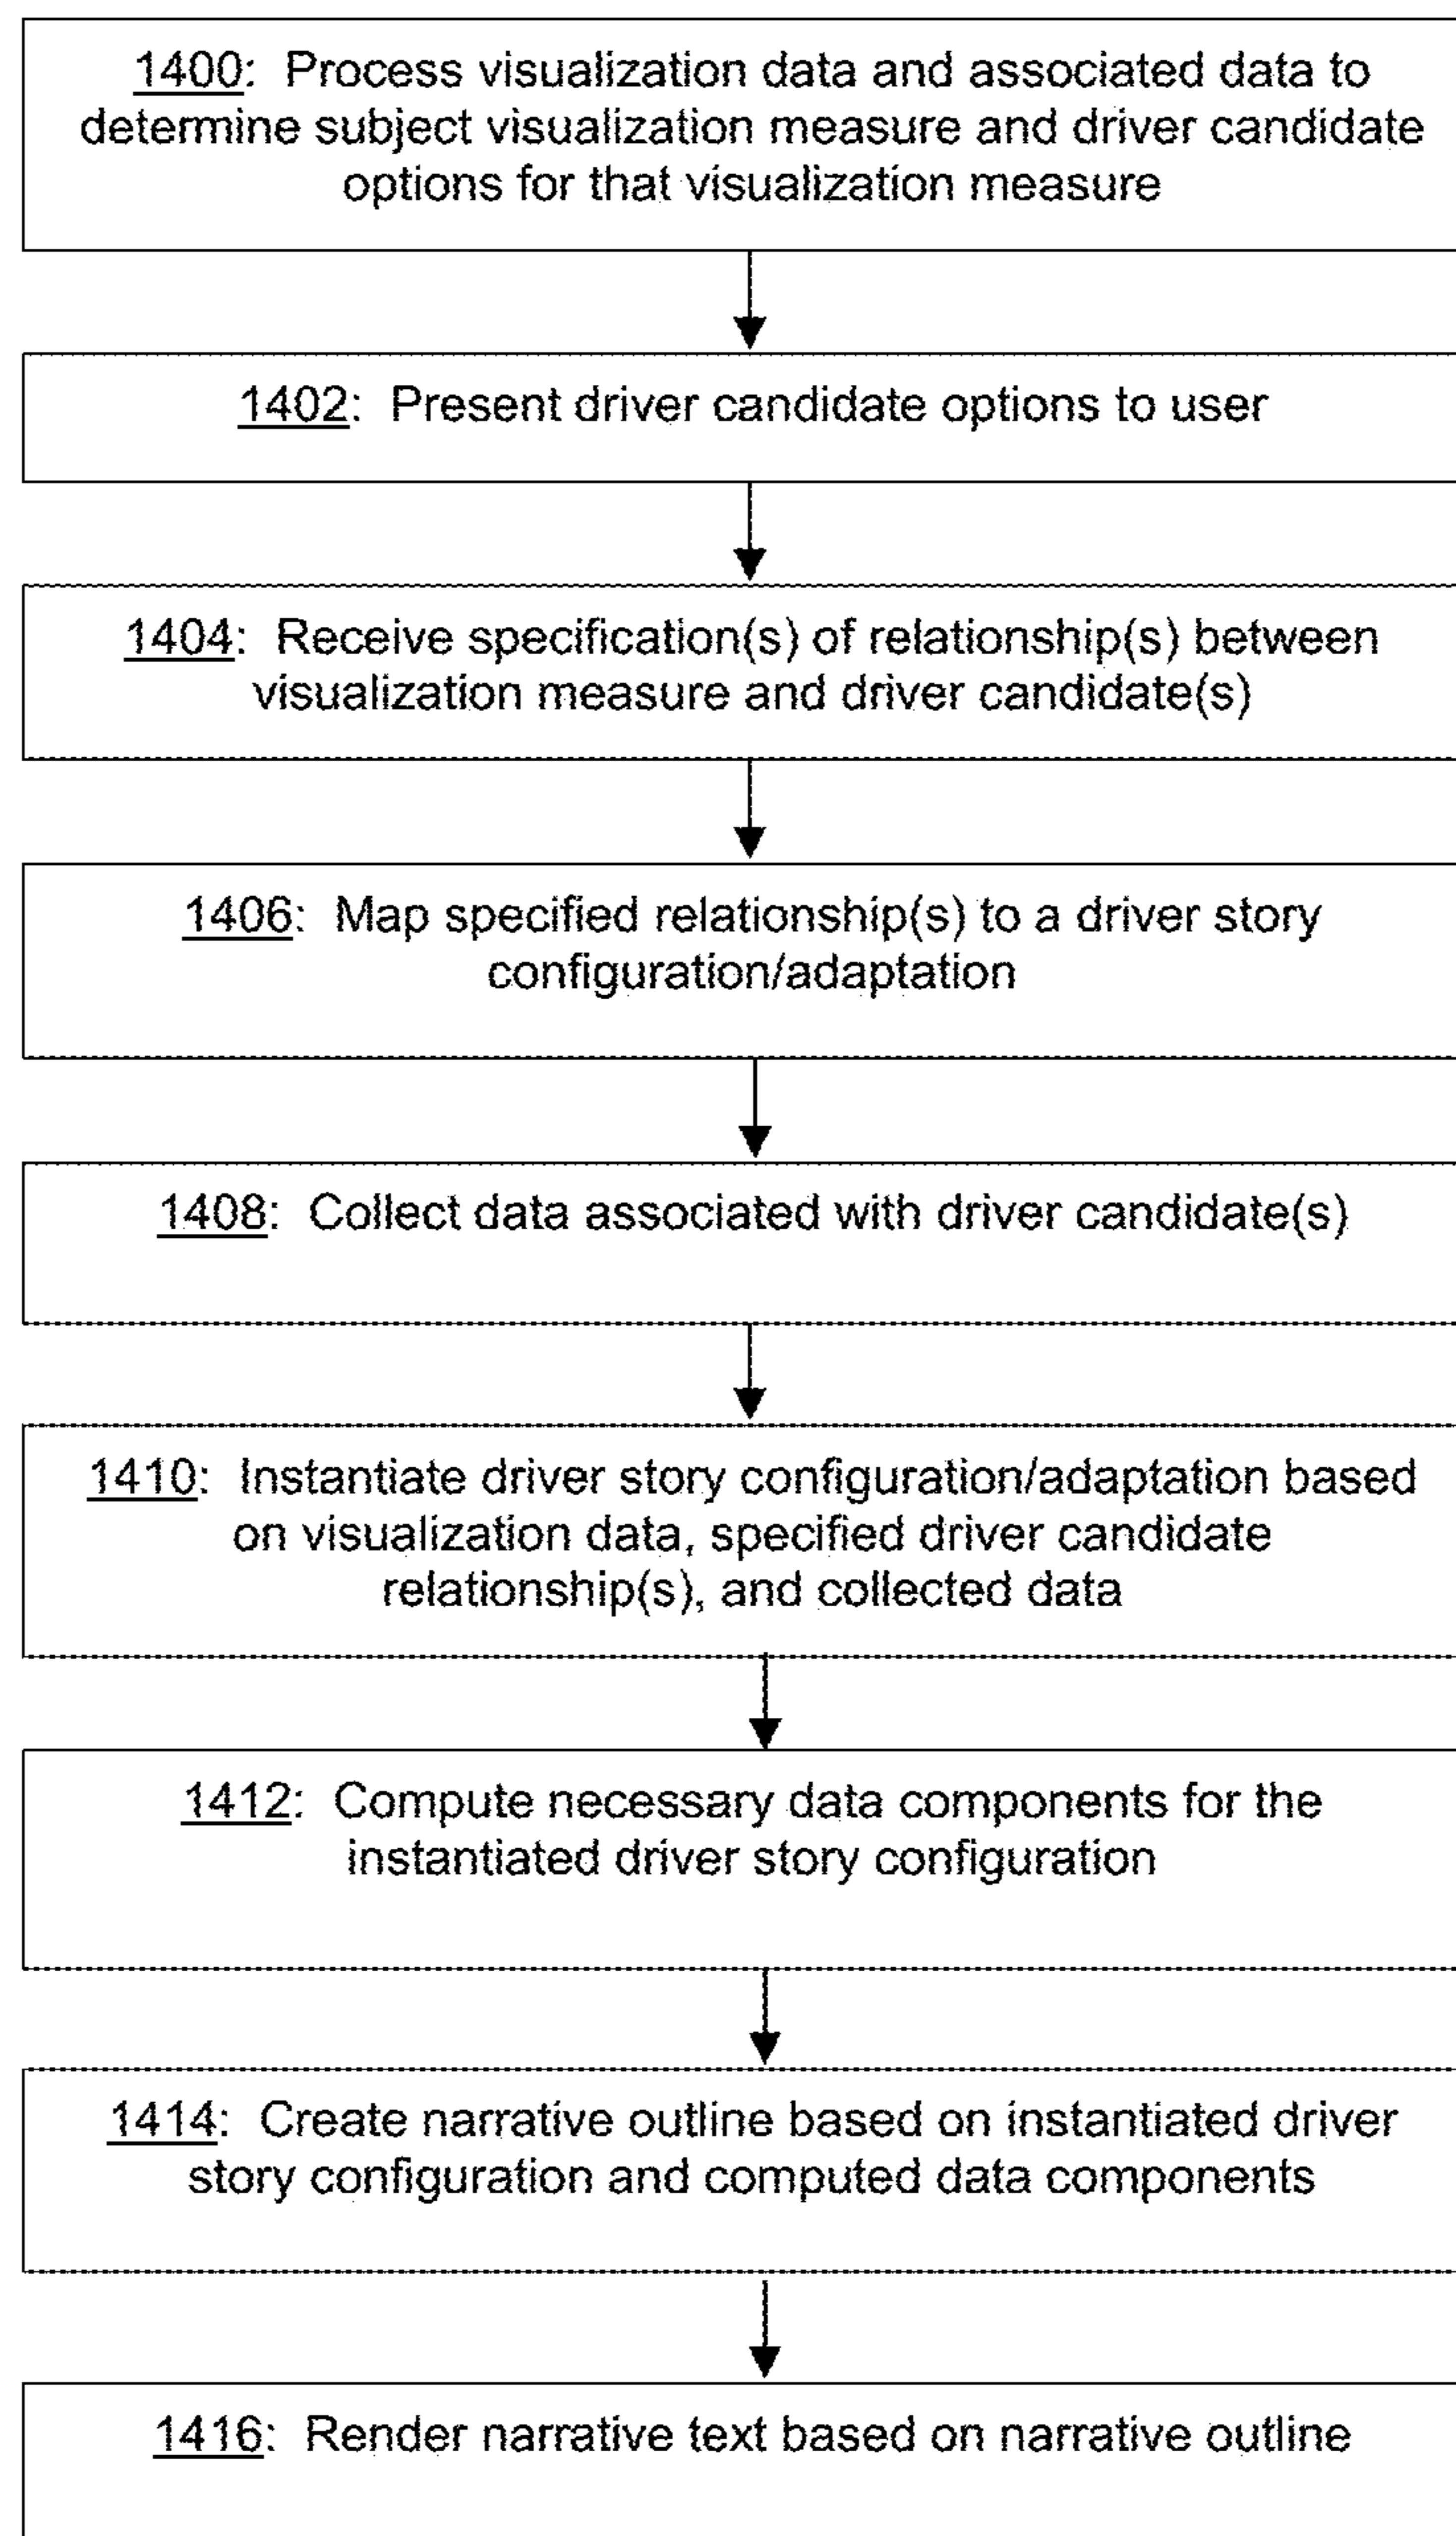 1400: Process visualization data and associated data to
determine subject visualization measure and driver candidate
options for that visualization measure
1402: Present driver candidate options to user
1404: Receive specification(s) of relationship(s) between
visualization measure and driver candidate(s)
1406: Map specified relationship(s) to a driver story
configuration/adaptation
1408: Collect data associated with driver candidate(s)
1410: Instantiate driver story configuration/adaptation based
on visualization data, specified driver candidate
relationship(s), and collected data
1412: Compute necessary data components for the
instantiated driver story configuration
1414: Create narrative outline based on instantiated driver
story configuration and computed data components
1416: Render narrative text based on narrative outline